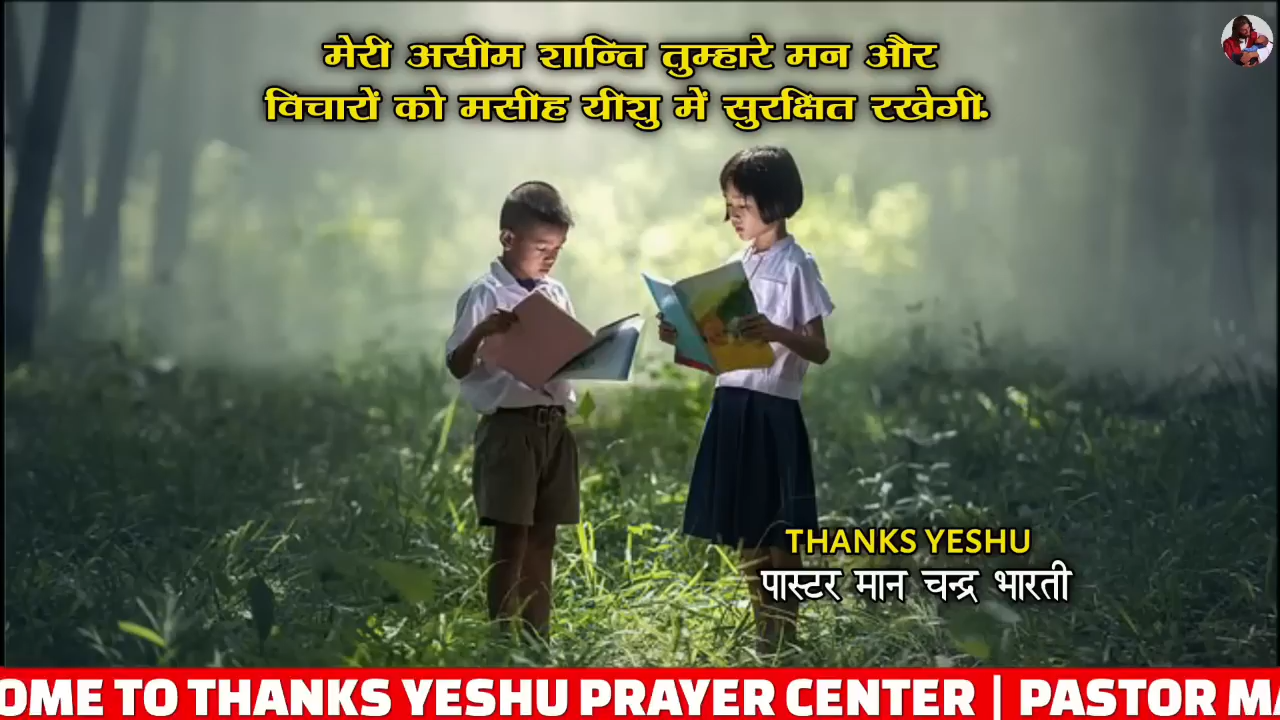 मेरी असीम शान्ति तुम्हारे मन और
विचारों को मसीह यीशु में सुरक्षित रखेगी.
THANKS YESHU
पास्टर मान चन्द्र भारती
OME TO THANKS YESHU PRAYER CENTER | PASTOR MA